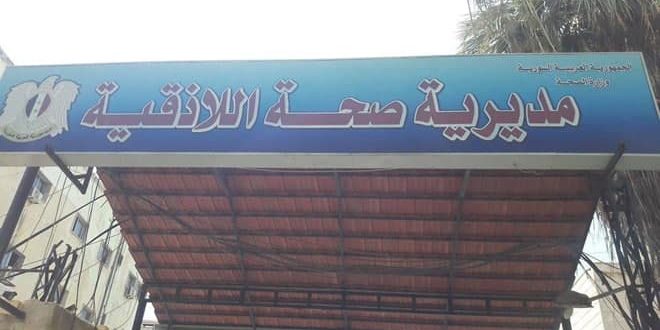 الجمهورية العربية السورية
وزارة الصحة
مديرية صحة اللاذقية